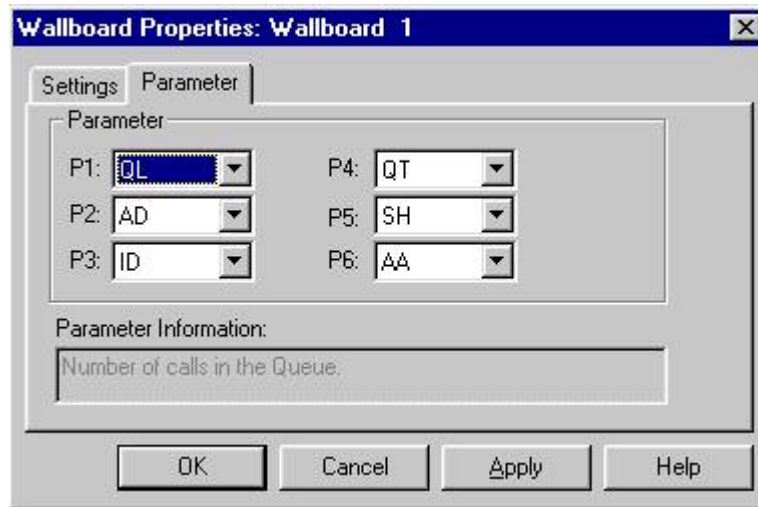 Wallboard Properties: Wallboard 1
Settings Parameter
Parameter
P1: QL P4: QT
P2: AD P5: SH
P3: ID P6: AA
Parameter Information:
Number of calls in the Queue.
OK Cancel Apply Help